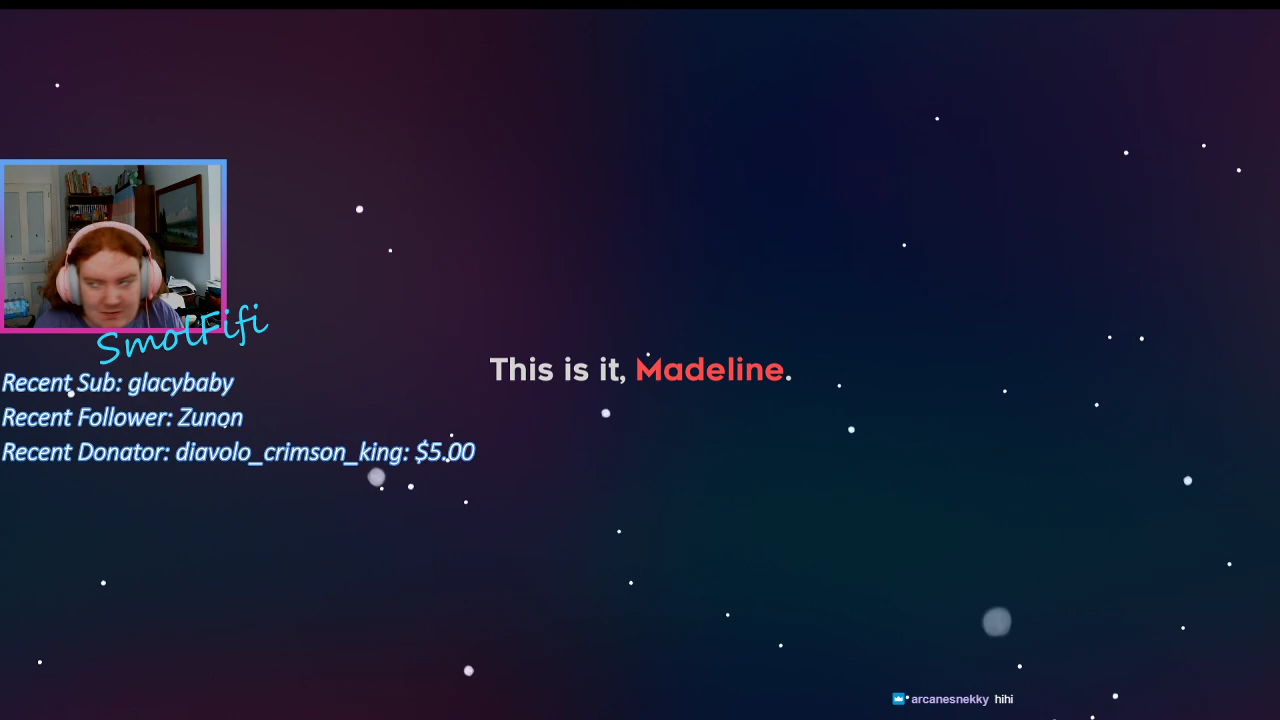 This is it, Madeline.
SmolFifi
Recent Sub: glacybaby
Recent Follower: Zunon
Recent Donator: diavolo_crimson_king: $5.00
arcanesnekky hihi